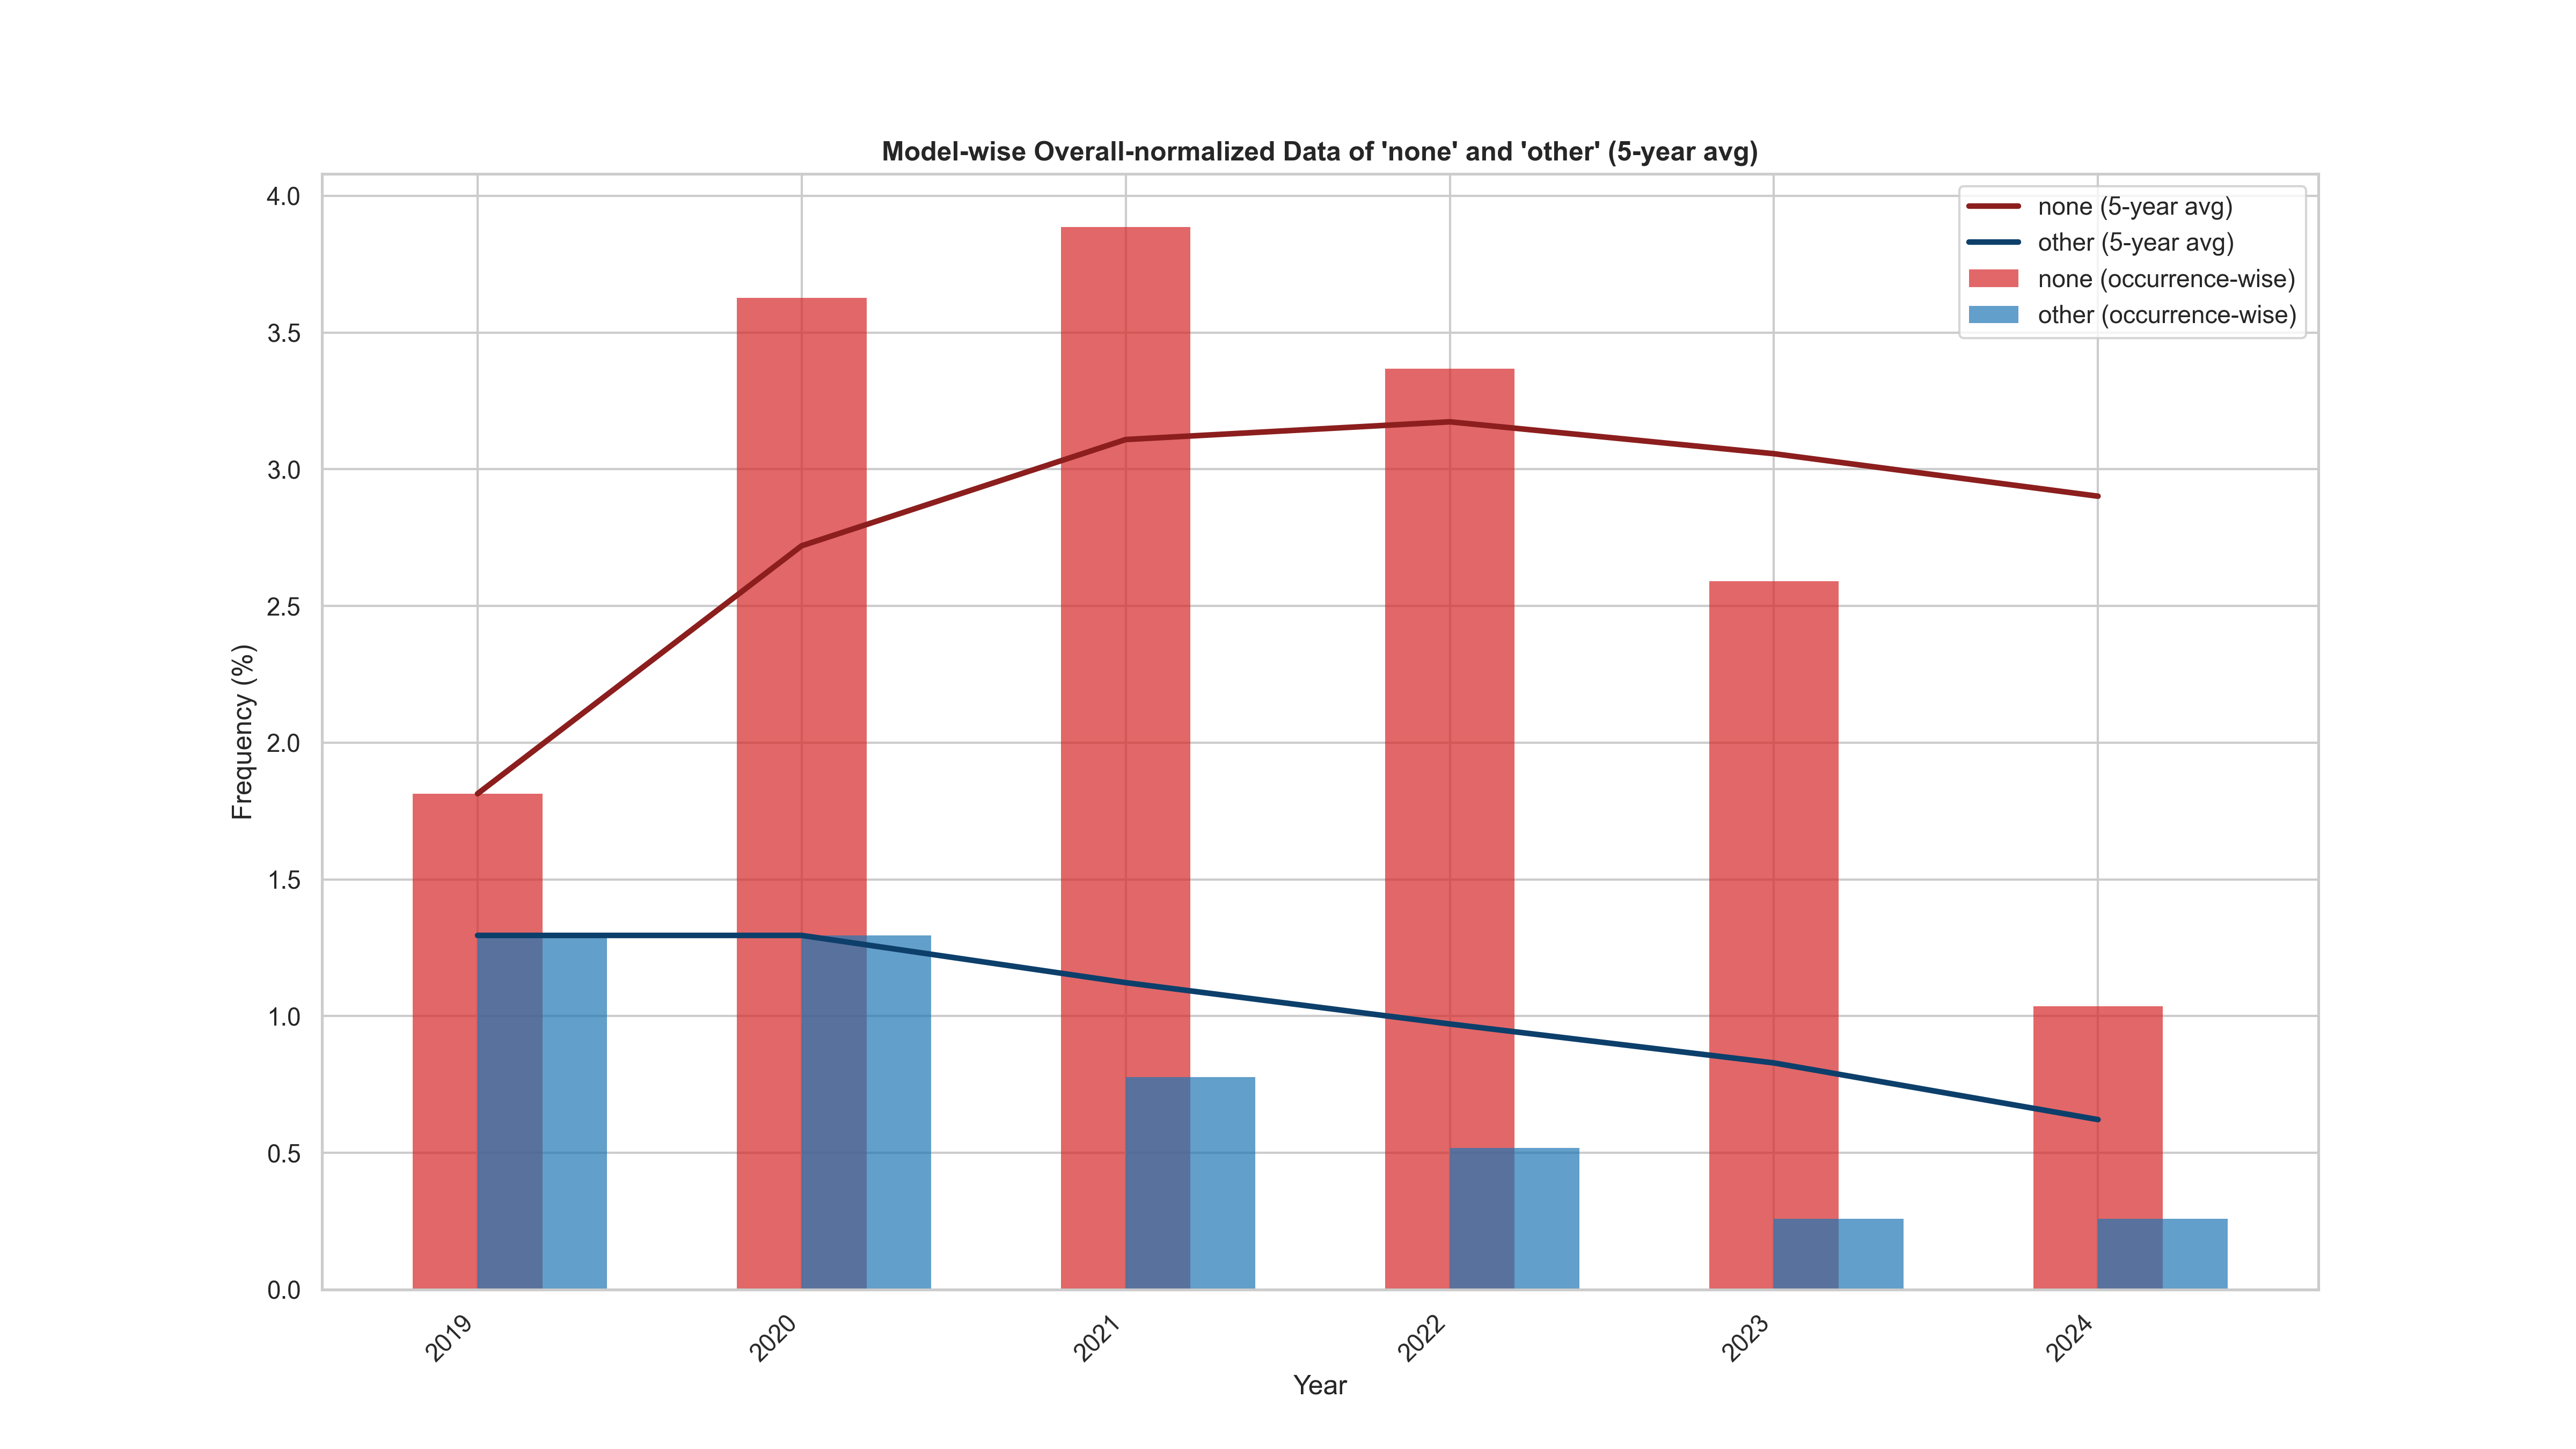 Model-wise Overall-normalized Data of 'none' and 'other' (5-year avg)
none (5-year avg)
other (5-year avg)
none (occurrence-wise)
other (occurrence-wise)
Frequency (%)
4.0
3.5
3.0
2.5
2.0
1.5
1.0
0.5
0.0
2019
2020
2021
2022
2023
2024
Year